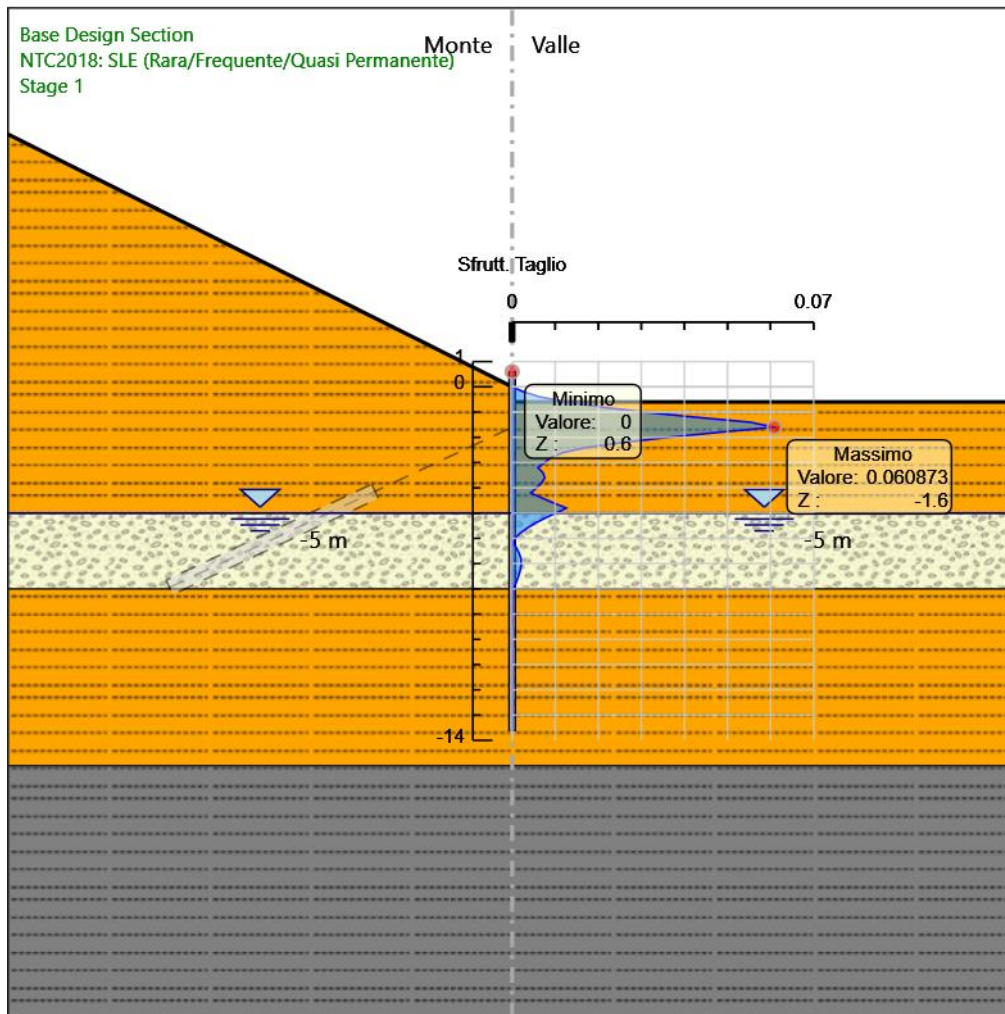 Base Design Section
NTC2018: SLE (Rara/Frequente/Quasi Permanente)
Stage 1
Monte
Valle
Sfrutt. Taglio
0
0.07
1
0
Minimo
Valore: 0
Z : 0.6
Massimo
Valore: 0.060873
Z : -1.6
-5 m
-5 m
-14